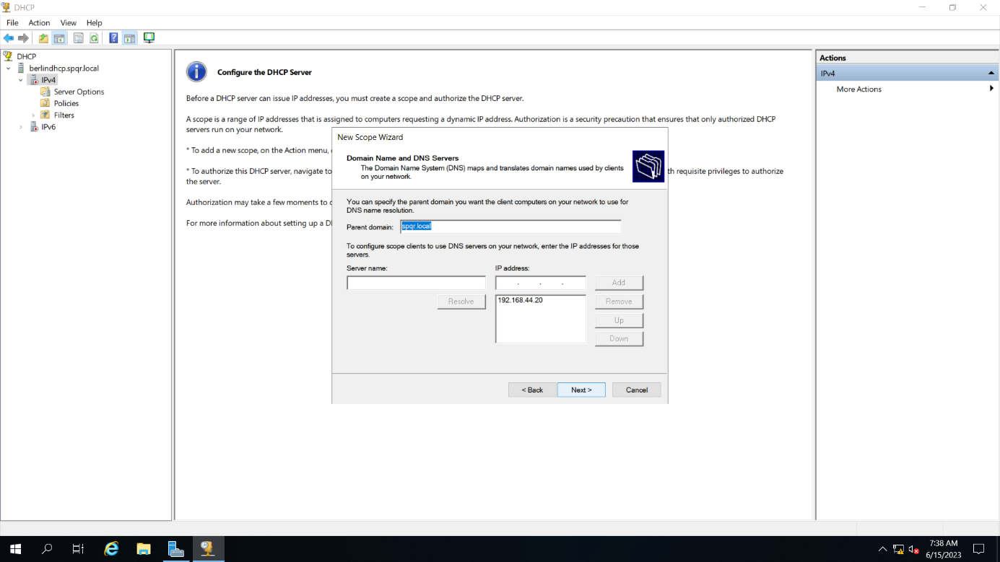 DHCP
File Action View Help
DHCP
berlindhcp.spqr.local
IPv4
Server Options
Policies
Filters
IPv6
Configure the DHCP Server
Before a DHCP server can issue IP addresses, you must create a scope and authorize the DHCP server.
A scope is a range of IP addresses that is assigned to computers requesting a dynamic IP address. Authorization is a security precaution that ensures that only authorized DHCP
servers run on your network.
* To add a new scope, on the Action menu,
* To authorize this DHCP server, navigate to
th requisite privileges to authorize
the server.
Authorization may take a few moments to
For more information about setting up a
New Scope Wizard
Domain Name and DNS Servers
The Domain Name System (DNS) maps and translates domain names used by clients
on your network.
You can specify the parent domain you want the client computers on your network to use for
DNS name resolution.
Parent domain: spqr.local
To configure scope clients to use DNS servers on your network, enter the IP addresses for those
servers.
Server name: IP address:
. . . Add
Resolve 192.168.44.20 Remove
Up
Down
< Back Next > Cancel
Actions
IPv4
More Actions
7:38 AM
6/15/2023